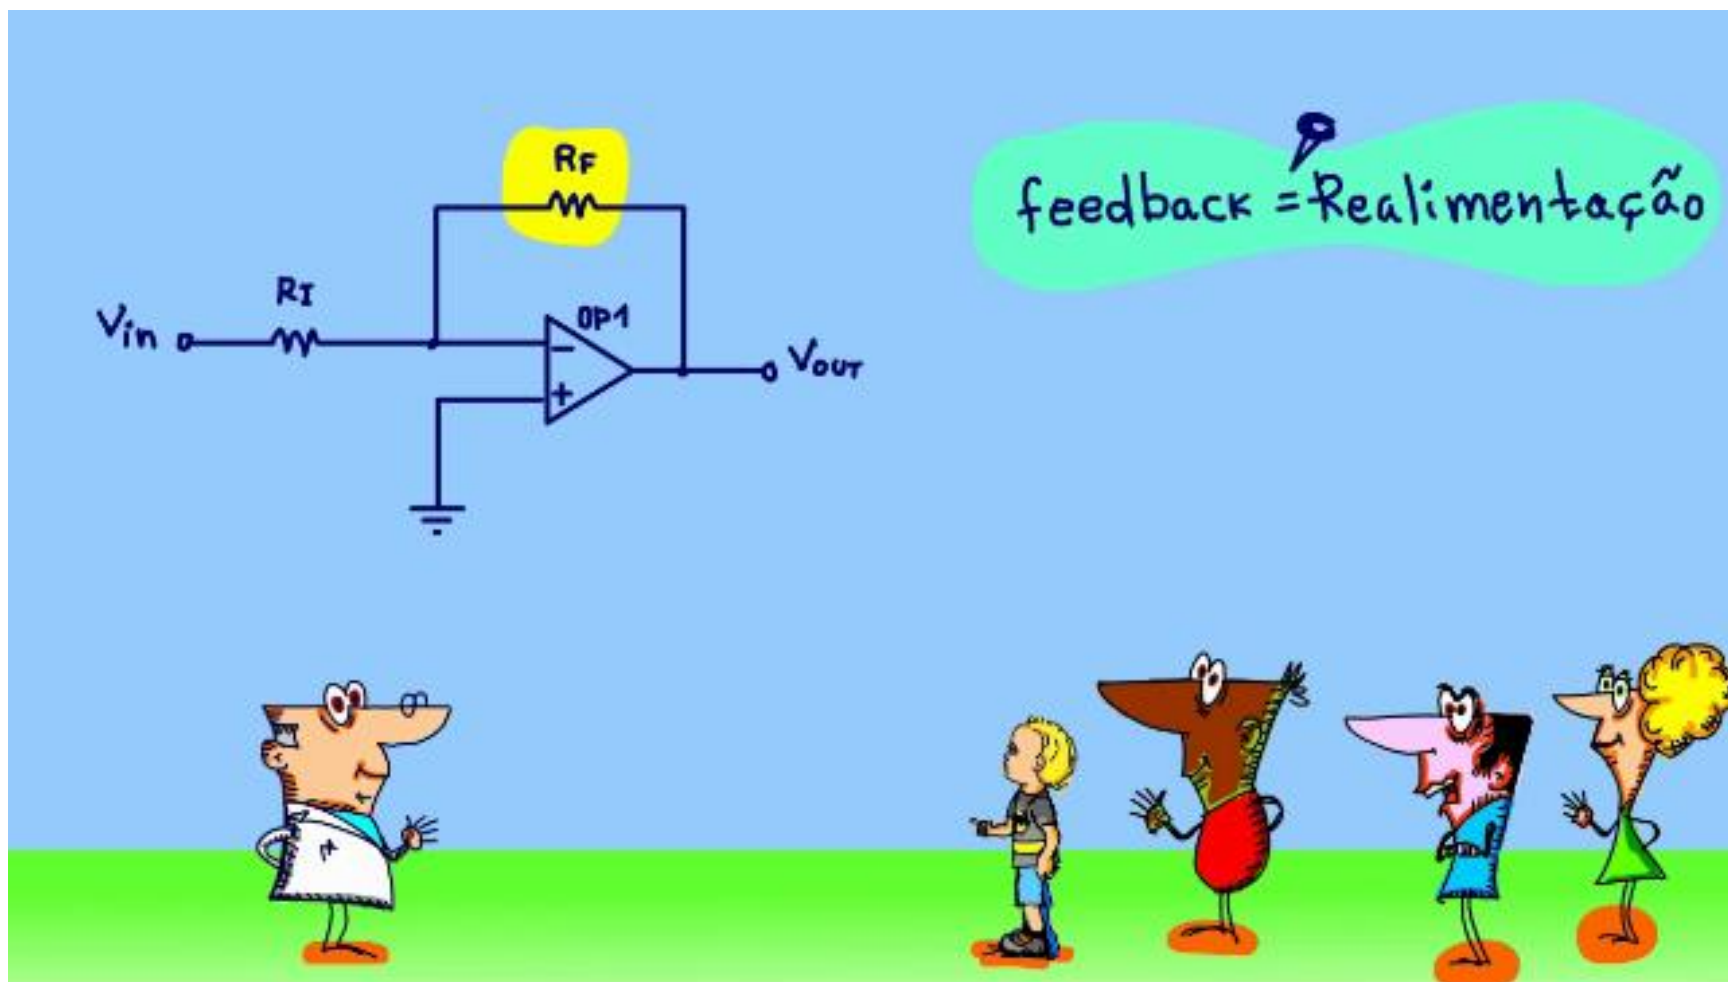 RF
feedback = Realimentação
RI
OP1
Vin
VOUT
−
+